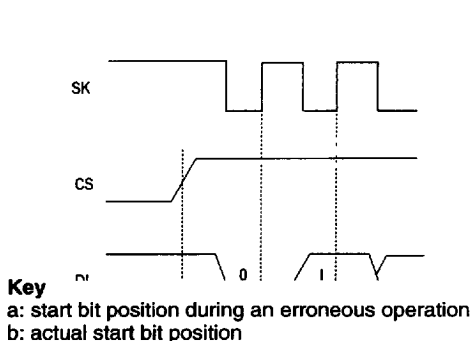 SK
CS
0 1
Key
a: start bit position during an erroneous operation
b: actual start bit position